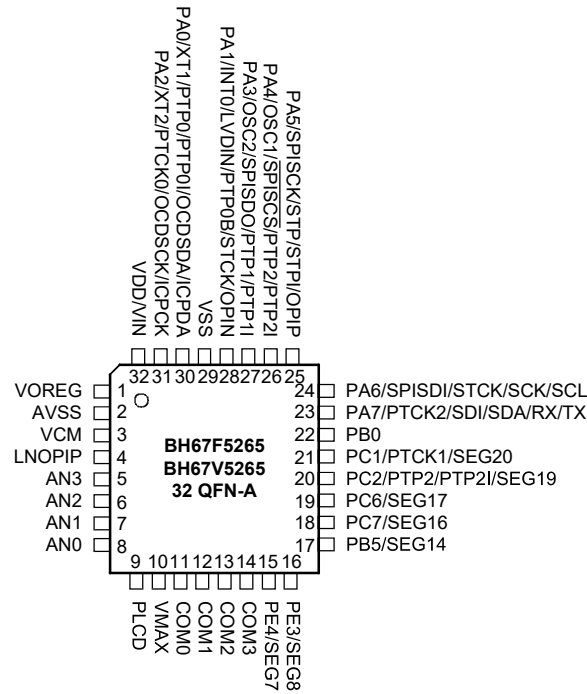 VDD/VIN
PA2/XT2/PTCK0/OCDSCK/ICPCK
PA0/XT1/PTP0/PTP0I/OCDSDA/ICPDA
VSS
PA1/INT0/LVDIN/PTP0B/STCK/OPIN
PA3/OSC2/SPISDO/PTP1/PTP1I
PA4/OSC1/SPISCS/PTP2/PTP2I
PA5/SPISCK/STP/STPI/OPIP
32 31 30 29 28 27 26 25
VOREG 1
AVSS 2
VCM 3
LNOPIP 4
AN3 5
AN2 6
AN1 7
AN0 8
BH67F5265
BH67V5265
32 QFN-A
24 PA6/SPISDI/STCK/SCK/SCL
23 PA7/PTCK2/SDI/SDA/RX/TX
22 PB0
21 PC1/PTCK1/SEG20
20 PC2/PTP2/PTP2I/SEG19
19 PC6/SEG17
18 PC7/SEG16
17 PB5/SEG14
9 10 11 12 13 14 15 16
PLCD
VMAX
COM0
COM1
COM2
COM3
PE4/SEG7
PE3/SEG8